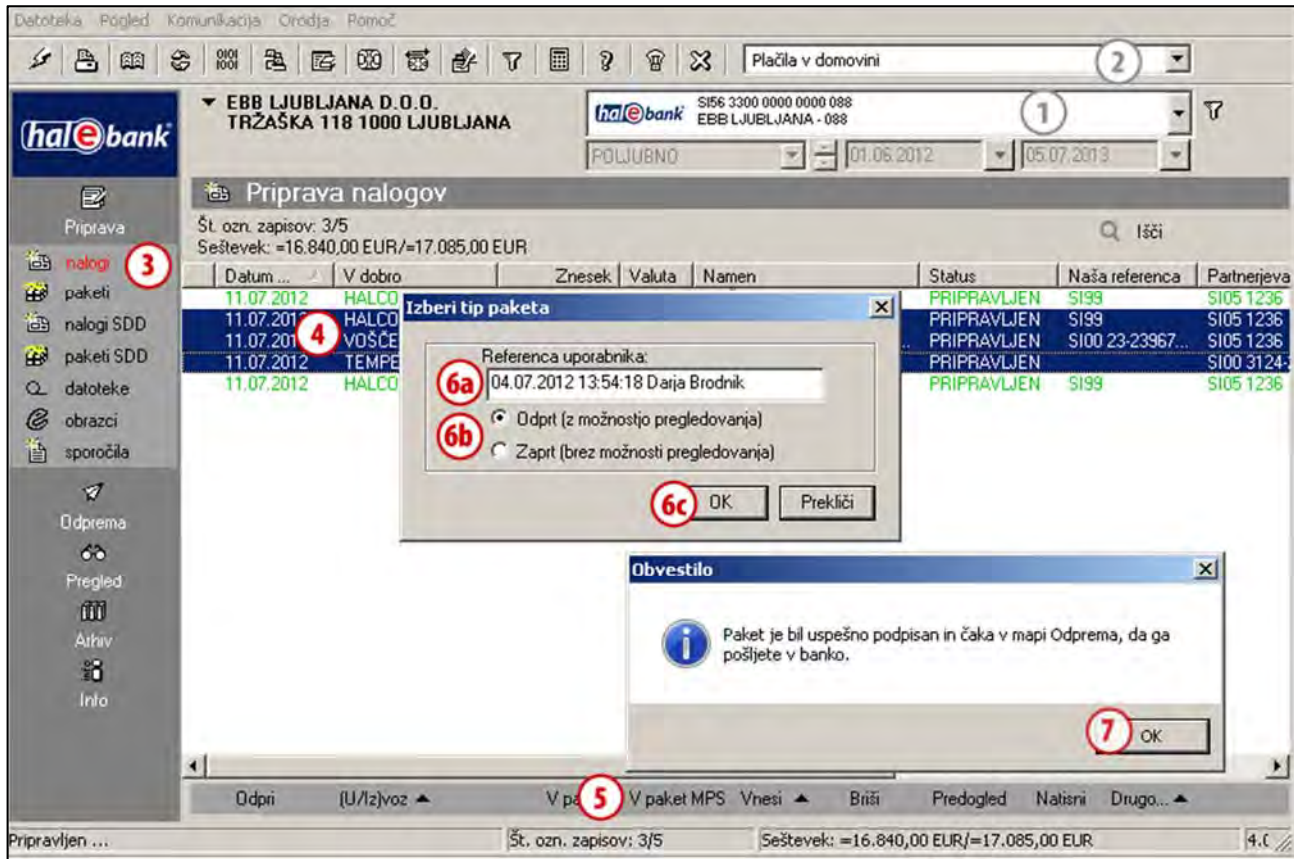 Datoteka Pogled Komunikacija Orodja Pomoč
Plačila v domovini
2
hal e bank
EBB LJUBLJANA D.O.O.
TRŽAŠKA 118 1000 LJUBLJANA
hal e bank
SI56 3300 0000 0000 088
EBB LJUBLJANA - 088
1
POLJUBNO 01.06.2012 05.07.2013
Priprava
nalogi 3
paketi
nalogi SDD
paketi SDD
datoteke
obrazci
sporočila
Odprema
Pregled
Arhiv
Info
Priprava nalogov
Št. ozn. zapisov: 3/5
Seštevek: =16.840,00 EUR/=17.085,00 EUR
Išči
Datum ... V dobro Znesek Valuta Namen Status Naša referenca Partnerjeva
11.07.2012 HALCO PRIPRAVLJEN SI99 SI05 1236
11.07.2012 HALCO PRIPRAVLJEN SI99 SI05 1236
11.07.201 VOŠČE .. PRIPRAVLJEN SI00 23-23967... SI05 1236
11.07.2012 TEMPE PRIPRAVLJEN SI00 3124-
11.07.2012 HALCO PRIPRAVLJEN SI99 SI05 1236
4
Izberi tip paketa
Referenca uporabnika:
6a 04.07.2012 13:54:18 Darja Brodnik
6b Odprt (z možnostjo pregledovanja)
Zaprt (brez možnosti pregledovanja)
6c OK Prekliči
Obvestilo
Paket je bil uspešno podpisan in čaka v mapi Odprema, da ga
pošljete v banko.
7 OK
Odpri (U/Iz)voz V pa 5 V paket MPS Vnesi Briši Predogled Natisni Drugo...
Pripravljen ... Št. ozn. zapisov: 3/5 Seštevek: =16.840,00 EUR/=17.085,00 EUR